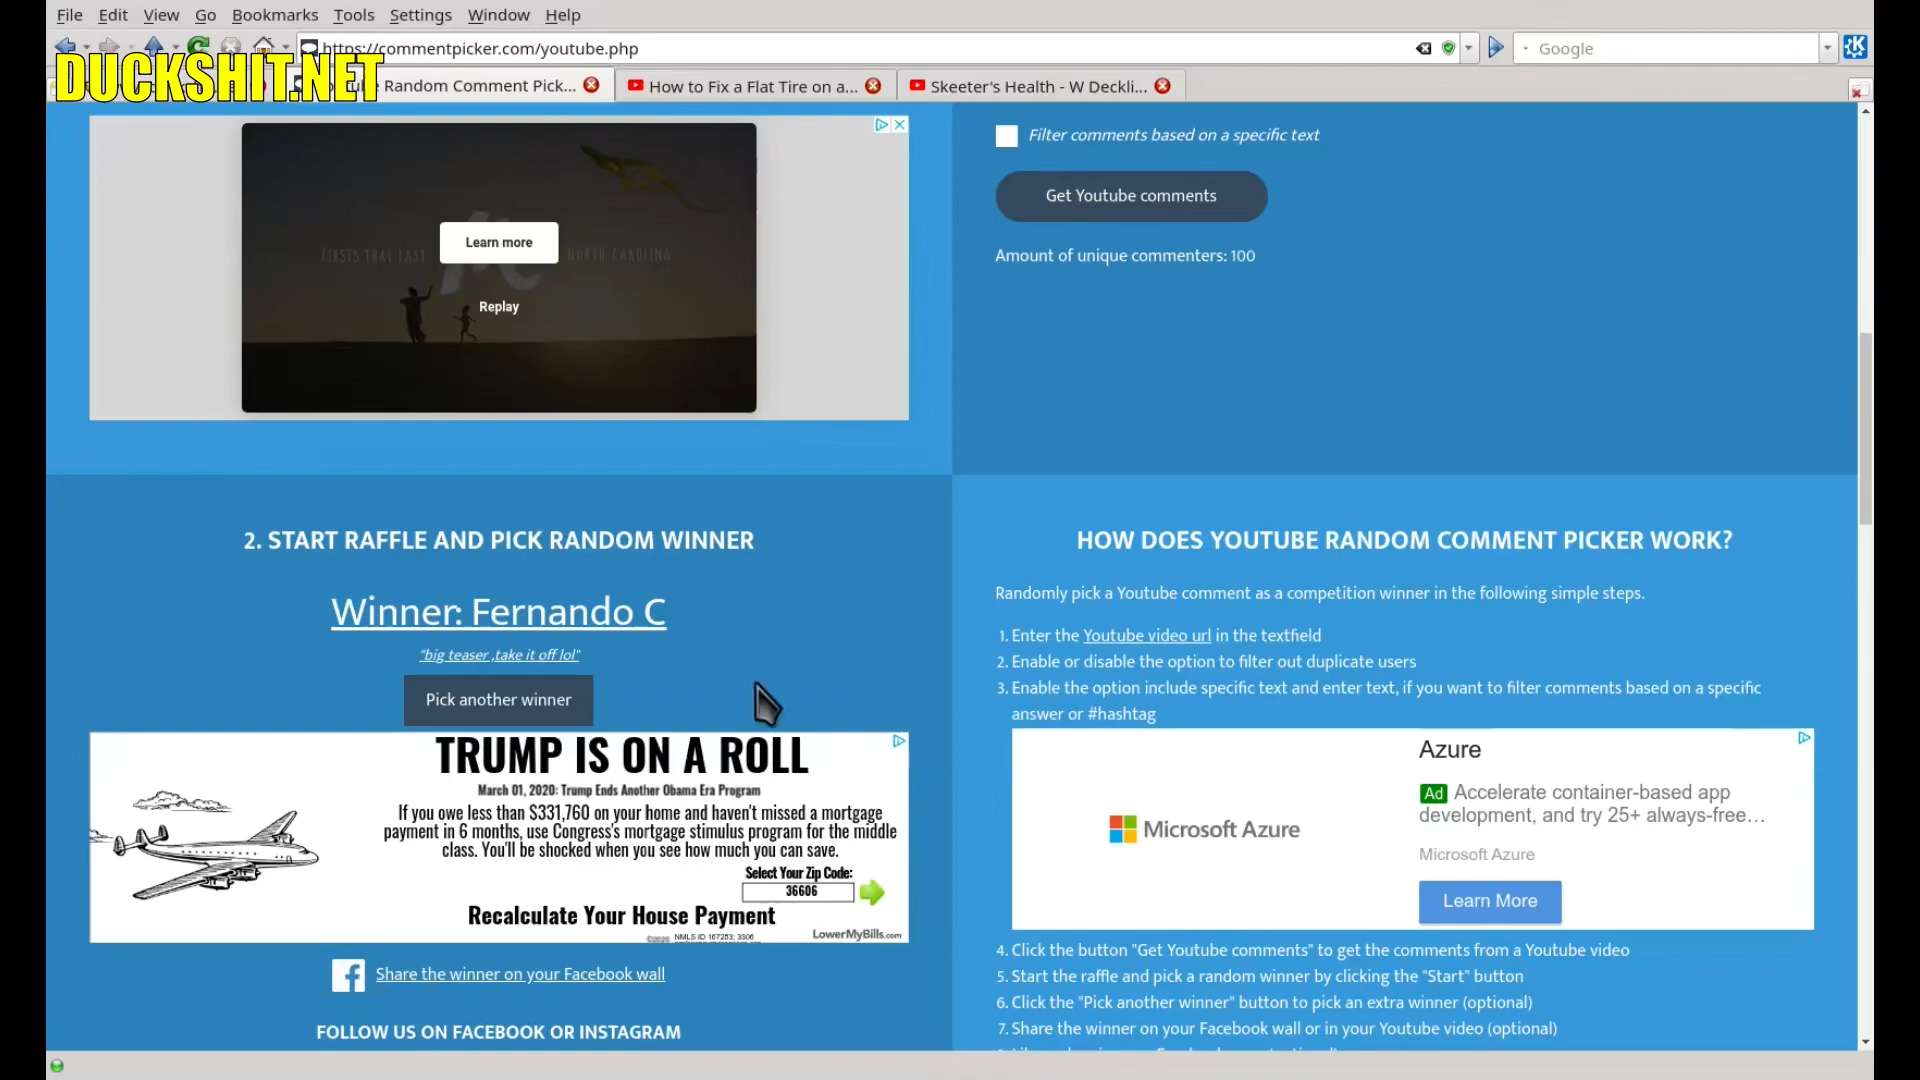 File Edit View Go Bookmarks Tools Settings Window Help
https://commentpicker.com/youtube.php
Google
DUCKSHIT.NET
Random Comment Pick...
How to Fix a Flat Tire on a...
Skeeter's Health - W Deckli...
Filter comments based on a specific text
Get Youtube comments
Amount of unique commenters: 100
Learn more
FIRSTS THAT LAST
NORTH CAROLINA
Replay
2. START RAFFLE AND PICK RANDOM WINNER
Winner: Fernando C
"big teaser ,take it off lol"
Pick another winner
TRUMP IS ON A ROLL
March 01, 2020: Trump Ends Another Obama Era Program
If you owe less than $331,760 on your home and haven't missed a mortgage
payment in 6 months, use Congress's mortgage stimulus program for the middle
class. You'll be shocked when you see how much you can save.
Select Your Zip Code:
36606
Recalculate Your House Payment
NMLS ID 167283; 3306
LowerMyBills.com
Share the winner on your Facebook wall
FOLLOW US ON FACEBOOK OR INSTAGRAM
HOW DOES YOUTUBE RANDOM COMMENT PICKER WORK?
Randomly pick a Youtube comment as a competition winner in the following simple steps.
1. Enter the Youtube video url in the textfield
2. Enable or disable the option to filter out duplicate users
3. Enable the option include specific text and enter text, if you want to filter comments based on a specific
answer or #hashtag
Microsoft Azure
Azure
Ad Accelerate container-based app
development, and try 25+ always-free...
Microsoft Azure
Learn More
4. Click the button "Get Youtube comments" to get the comments from a Youtube video
5. Start the raffle and pick a random winner by clicking the "Start" button
6. Click the "Pick another winner" button to pick an extra winner (optional)
7. Share the winner on your Facebook wall or in your Youtube video (optional)